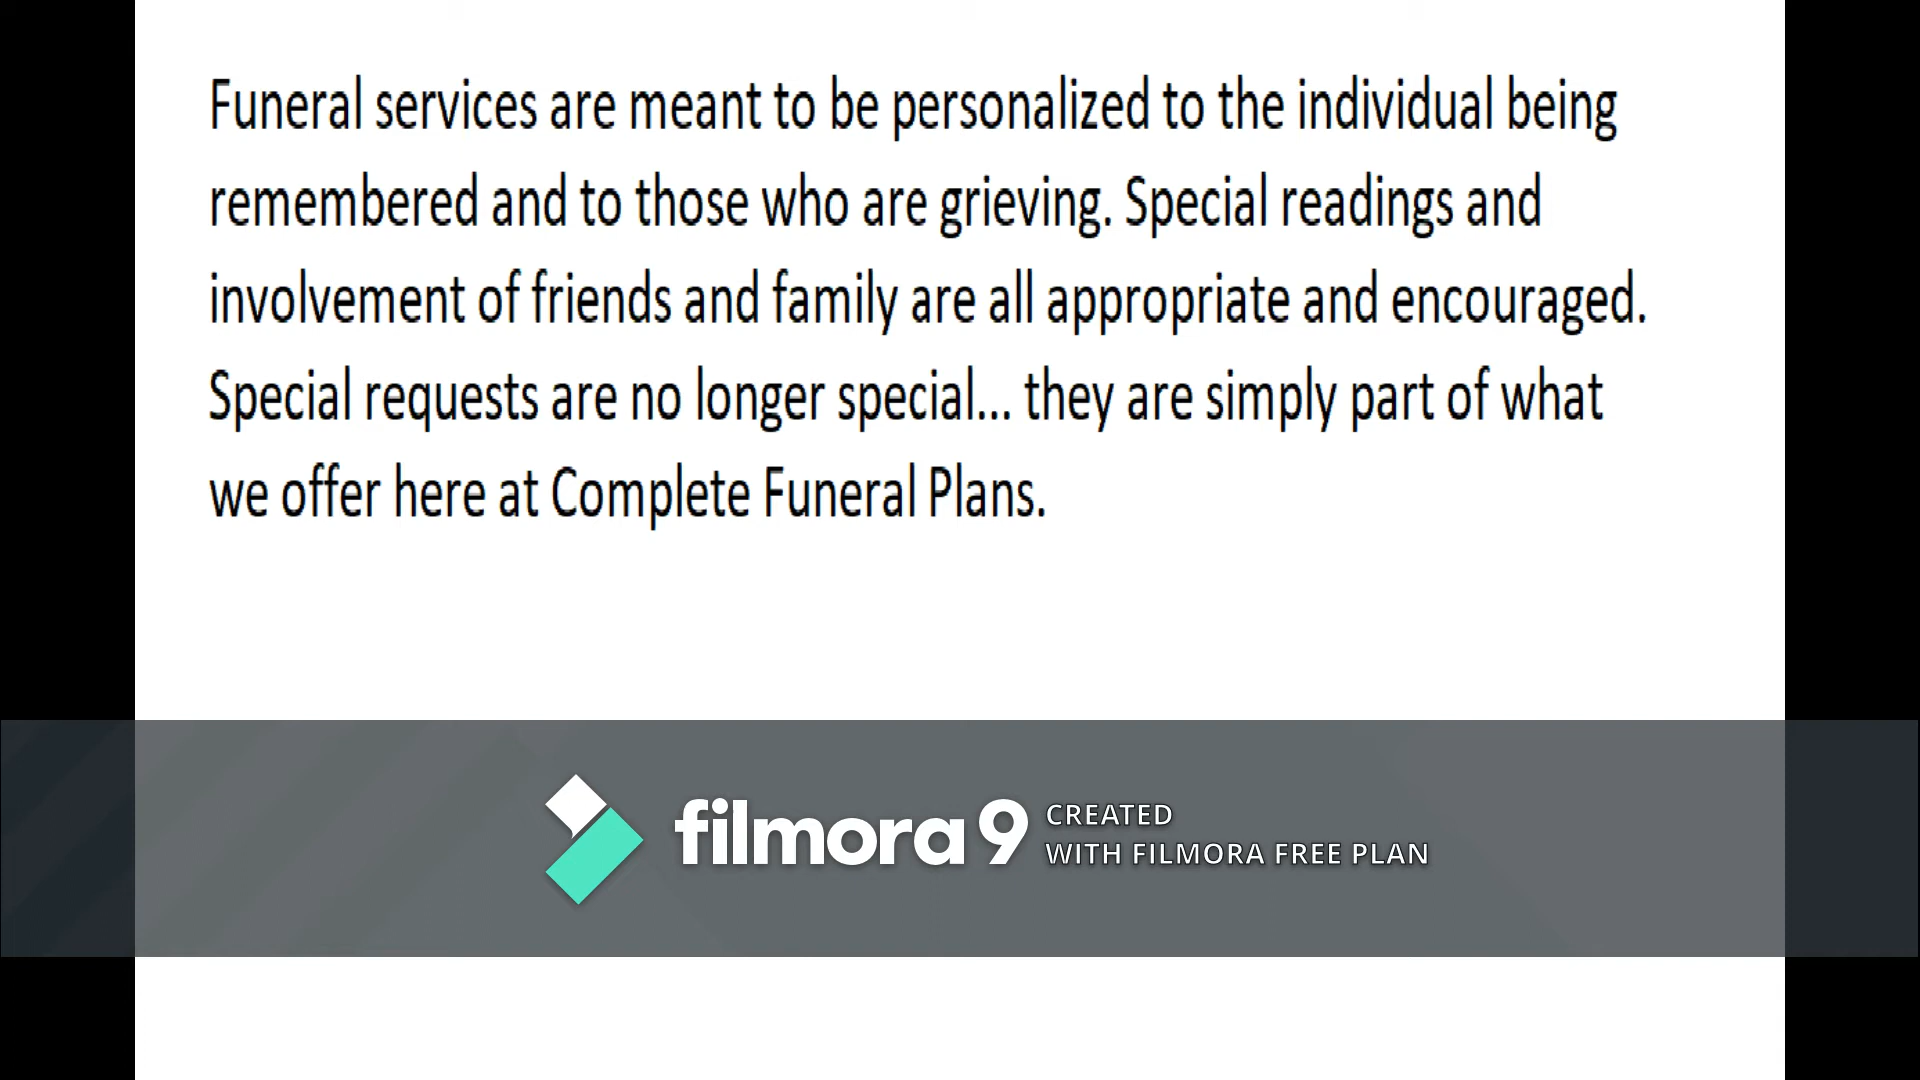 Funeral services are meant to be personalized to the individual being
remembered and to those who are grieving. Special readings and
involvement of friends and family are all appropriate and encouraged.
Special requests are no longer special... they are simply part of what
we offer here at Complete Funeral Plans.
filmora9
CREATED
WITH FILMORA FREE PLAN